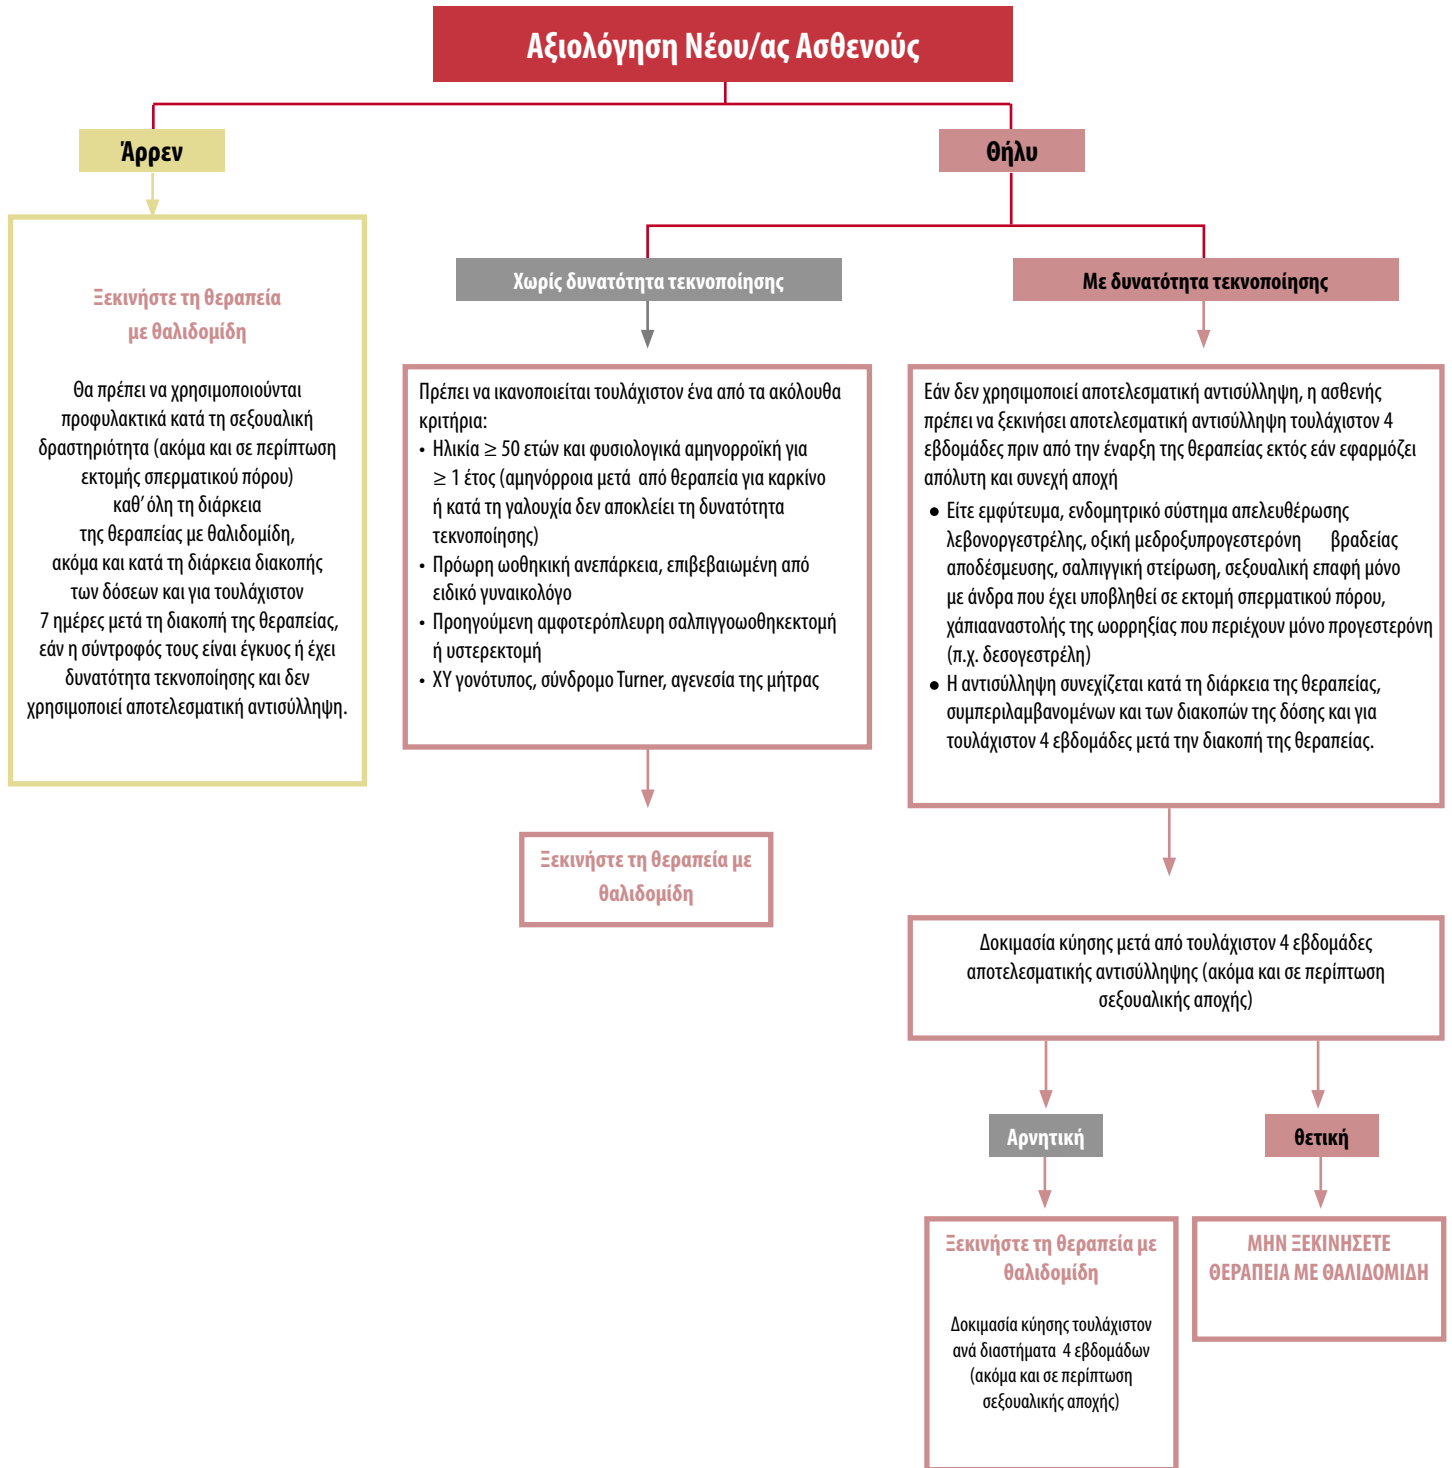 Αξιολόγηση Νέου/ας Ασθενούς
Άρρεν
Θήλυ
Ξεκινήστε τη θεραπεία
με θαλιδομίδη
Θα πρέπει να χρησιμοποιούνται
προφυλακτικά κατά τη σεξουαλική
δραστηριότητα (ακόμα και σε περίπτωση
εκτομής σπερματικού πόρου)
καθ’ όλη τη διάρκεια
της θεραπείας με θαλιδομίδη,
ακόμα και κατά τη διάρκεια διακοπής
των δόσεων και για τουλάχιστον
7 ημέρες μετά τη διακοπή της θεραπείας,
εάν η σύντροφός τους είναι έγκυος ή έχει
δυνατότητα τεκνοποίησης και δεν
χρησιμοποιεί αποτελεσματική αντισύλληψη.
Χωρίς δυνατότητα τεκνοποίησης
Πρέπει να ικανοποιείται τουλάχιστον ένα από τα ακόλουθα
κριτήρια:
• Ηλικία ≥ 50 ετών και φυσιολογικά αμηνορροϊκή για
≥ 1 έτος (αμηνόρροια μετά από θεραπεία για καρκίνο
ή κατά τη γαλουχία δεν αποκλείει τη δυνατότητα
τεκνοποίησης)
• Πρόωρη ωοθηκική ανεπάρκεια, επιβεβαιωμένη από
ειδικό γυναικολόγο
• Προηγούμενη αμφοτερόπλευρη σαλπιγγοωοθηκεκτομή
ή υστερεκτομή
• XY γονότυπος, σύνδρομο Turner, αγενεσία της μήτρας
Ξεκινήστε τη θεραπεία με
θαλιδομίδη
Με δυνατότητα τεκνοποίησης
Εάν δεν χρησιμοποιεί αποτελεσματική αντισύλληψη, η ασθενής
πρέπει να ξεκινήσει αποτελεσματική αντισύλληψη τουλάχιστον 4
εβδομάδες πριν από την έναρξη της θεραπείας εκτός εάν εφαρμόζει
απόλυτη και συνεχή αποχή
● Είτε εμφύτευμα, ενδομητρικό σύστημα απελευθέρωσης
λεβονοργεστρέλης, οξική μεδροξυπρογεστερόνη βραδείας
αποδέσμευσης, σαλπιγγική στείρωση, σεξουαλική επαφή μόνο
με άνδρα που έχει υποβληθεί σε εκτομή σπερματικού πόρου,
χάπιααναστολής της ωορρηξίας που περιέχουν μόνο προγεστερόνη
(π.χ. δεσογεστρέλη)
● Η αντισύλληψη συνεχίζεται κατά τη διάρκεια της θεραπείας,
συμπεριλαμβανομένων και των διακοπών της δόσης και για
τουλάχιστον 4 εβδομάδες μετά την διακοπή της θεραπείας.
Δοκιμασία κύησης μετά από τουλάχιστον 4 εβδομάδες
αποτελεσματικής αντισύλληψης (ακόμα και σε περίπτωση
σεξουαλικής αποχής)
Αρνητική
θετική
Ξεκινήστε τη θεραπεία με
θαλιδομίδη
Δοκιμασία κύησης τουλάχιστον
ανά διαστήματα 4 εβδομάδων
(ακόμα και σε περίπτωση
σεξουαλικής αποχής)
ΜΗΝ ΞΕΚΙΝΗΣΕΤΕ
ΘΕΡΑΠΕΙΑ ΜΕ ΘΑΛΙΔΟΜΙΔΗ